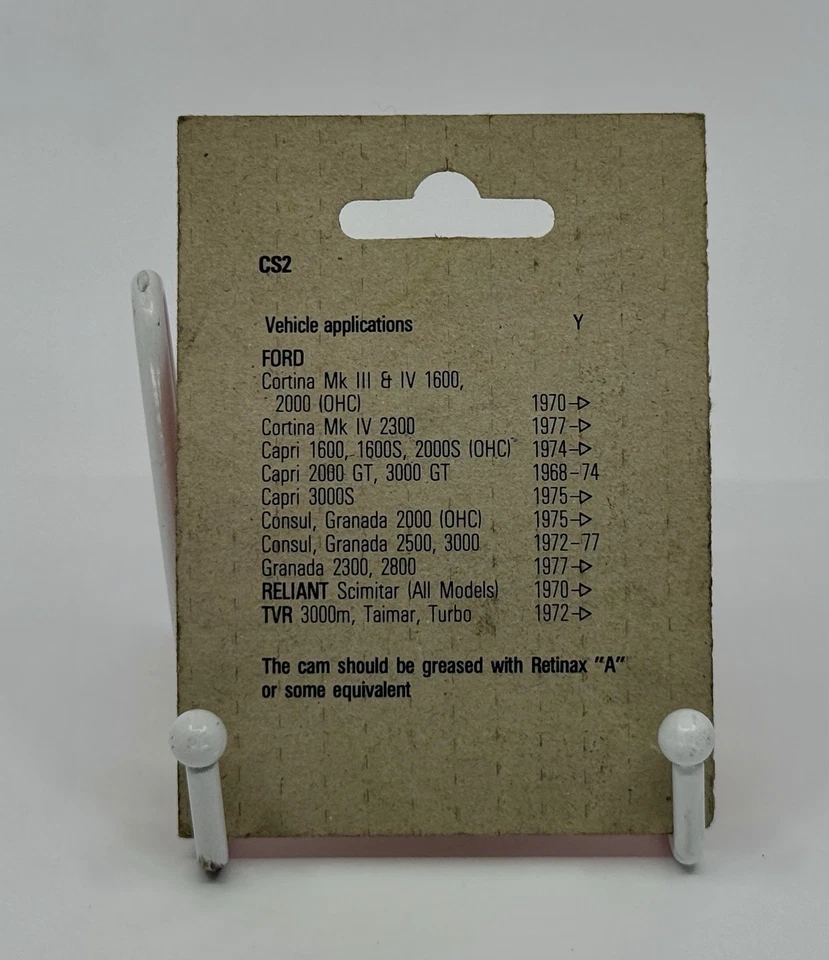 CS2
Vehicle applications Y
FORD
Cortina Mk III & IV 1600,
2000 (OHC) 1970→
Cortina Mk IV 2300 1977→
Capri 1600, 1600S, 2000S (OHC) 1974→
Capri 2000 GT, 3000 GT 1968–74
Capri 3000S 1975→
Consul, Granada 2000 (OHC) 1975→
Consul, Granada 2500, 3000 1972–77
Granada 2300, 2800 1977→
RELIANT Scimitar (All Models) 1970→
TVR 3000m, Taimar, Turbo 1972→
The cam should be greased with Retinax "A"
or some equivalent